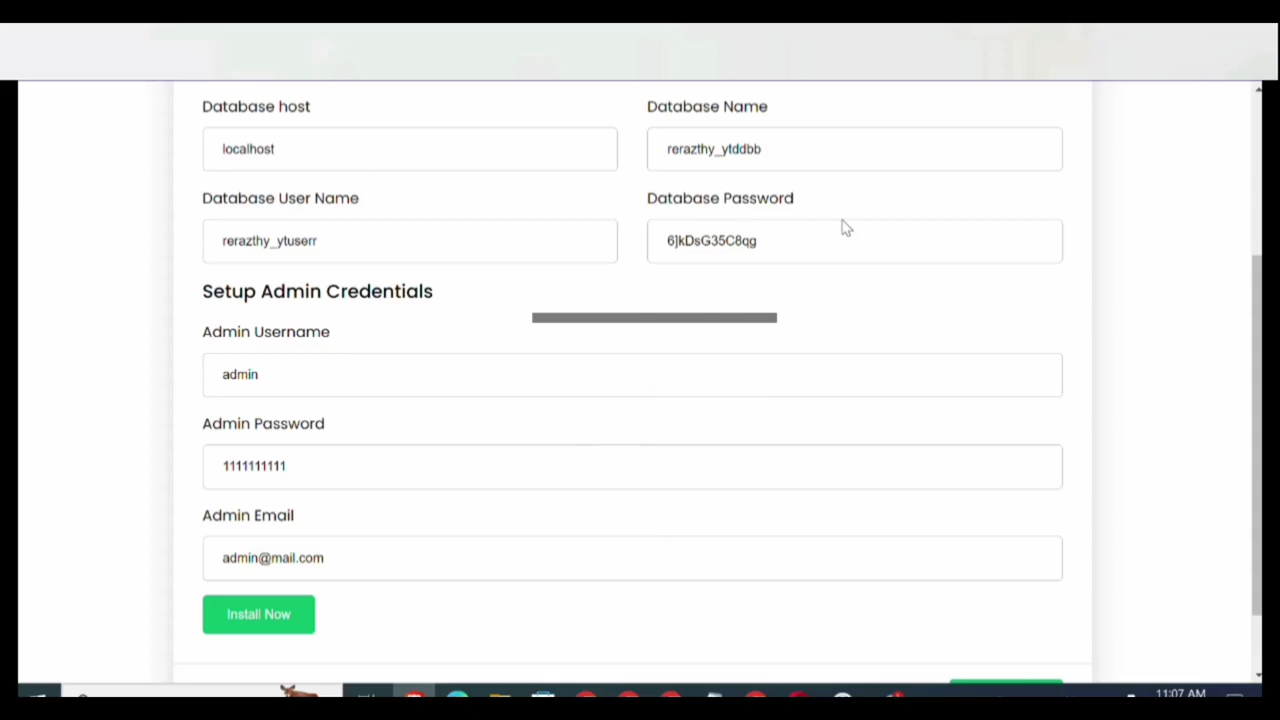 Database host
Database Name
localhost
rerazthy_ytddbb
Database User Name
Database Password
rerazthy_ytuserr
6]kDsG35C8qg
Setup Admin Credentials
Admin Username
admin
Admin Password
1111111111
Admin Email
admin@mail.com
Install Now
11:07 AM